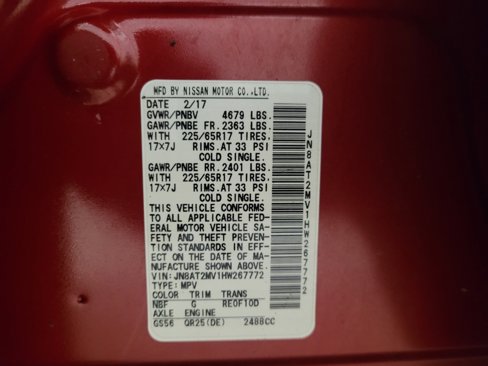 MFD BY NISSAN MOTOR CO.,LTD.
DATE 2/17
GVWR/PNBV 4679 LBS.
GAWR/PNBE FR. 2363 LBS.
WITH 225/65R17 TIRES.
17X7J RIMS.AT 33 PSI
COLD SINGLE.
GAWR/PNBE RR. 2401 LBS.
WITH 225/65R17 TIRES.
17X7J RIMS.AT 33 PSI
COLD SINGLE.
THIS VEHICLE CONFORMS
TO ALL APPLICABLE FED-
ERAL MOTOR VEHICLE SA-
FETY AND THEFT PREVEN-
TION STANDARDS IN EF-
FECT ON THE DATE OF MA-
NUFACTURE SHOWN ABOVE.
VIN:JN8AT2MV1HW267772
TYPE:MPV
COLOR TRIM TRANS
NBF G RE0F10D
AXLE ENGINE
GS56 QR25(DE) 2488CC
JN8AT2MV1HW267772